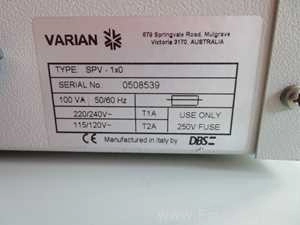 VARIAN
679 Springvale Road, Mulgrave
Victoria 3170, AUSTRALIA
TYPE: SPV - 1x0
SERIAL No. 0508539
100 VA 50/60 Hz
220/240V~ T1A USE ONLY
115/120V~ T2A 250V FUSE
CE Manufactured in Italy by DBS